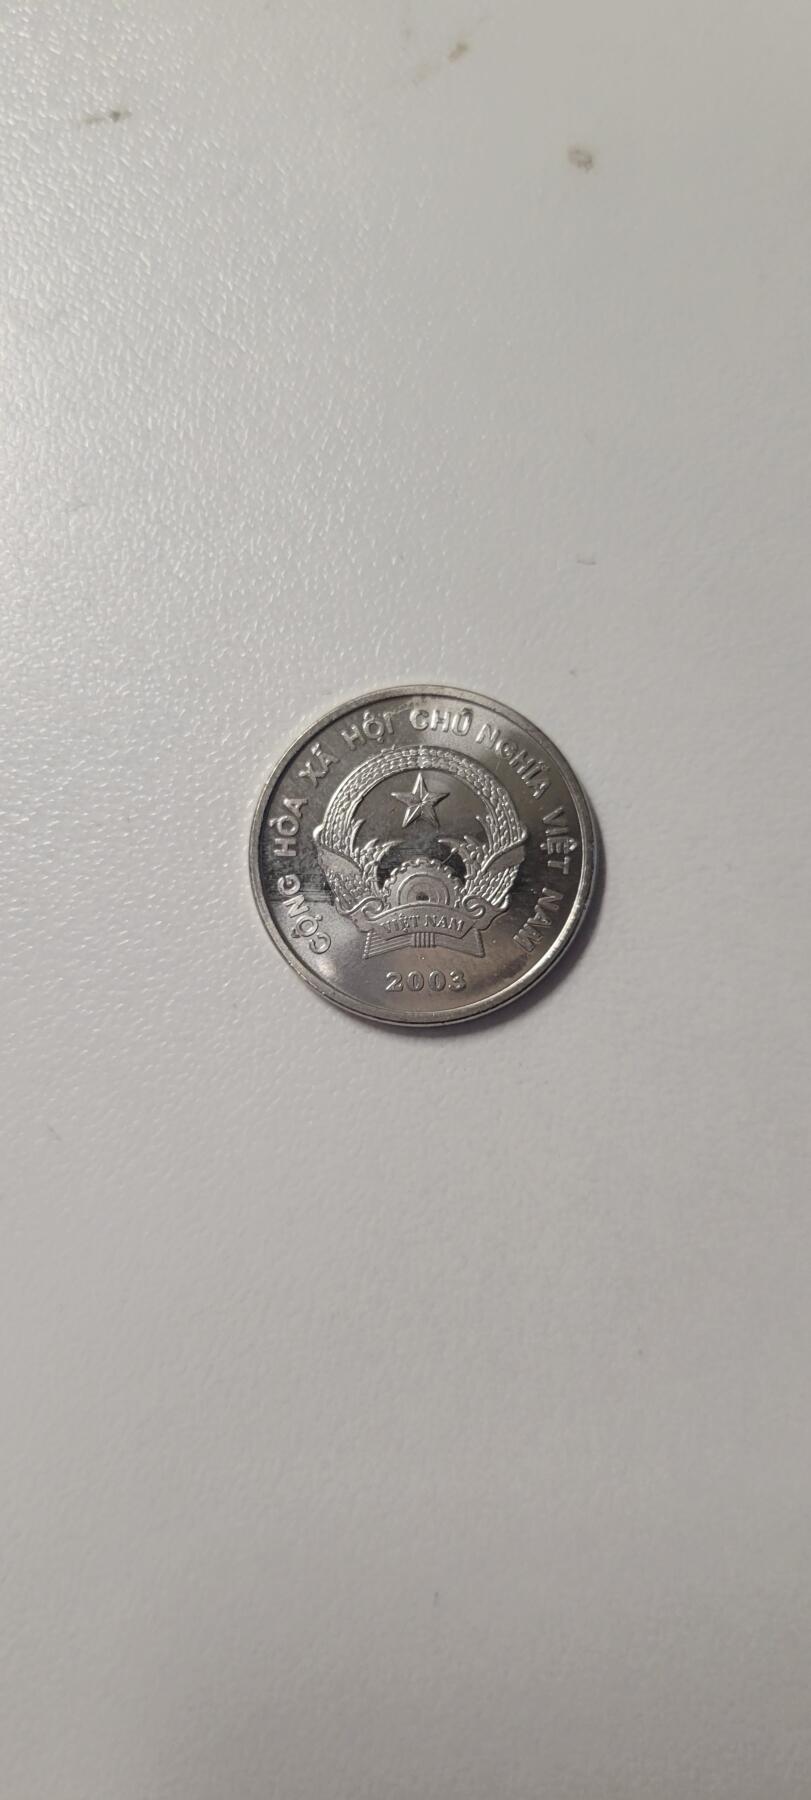 CỘNG HÒA XÃ HỘI CHỦ NGHĨA VIỆT NAM
VIỆT NAM
2003